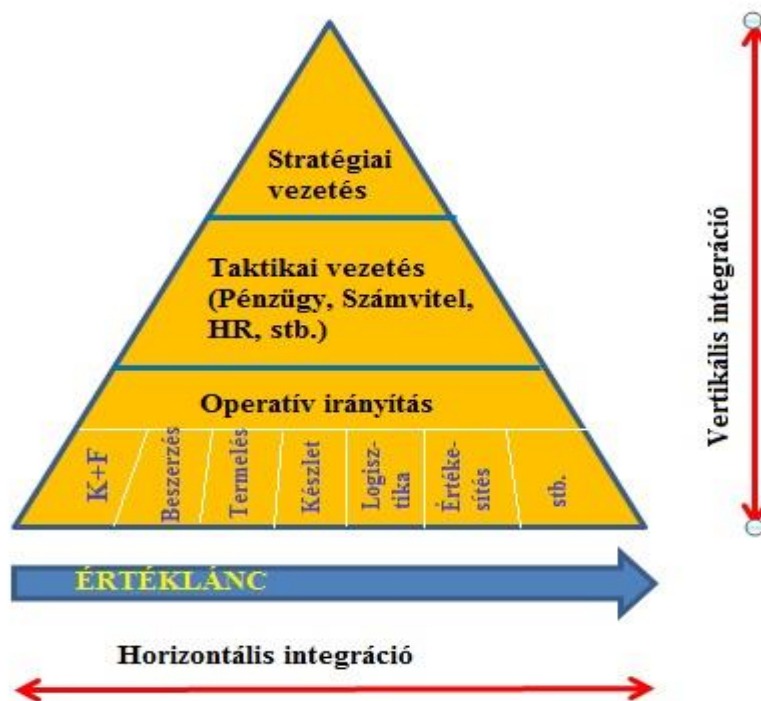 Stratégiai
vezetés
Taktikai vezetés
(Pénzügy, Számvitel,
HR, stb.)
Operatív irányítás
K+F
Beszerzés
Termelés
Készlet
Logisz-
tika
Értéke-
sítés
stb.
ÉRTÉKLÁNC
Horizontális integráció
Vertikális integráció